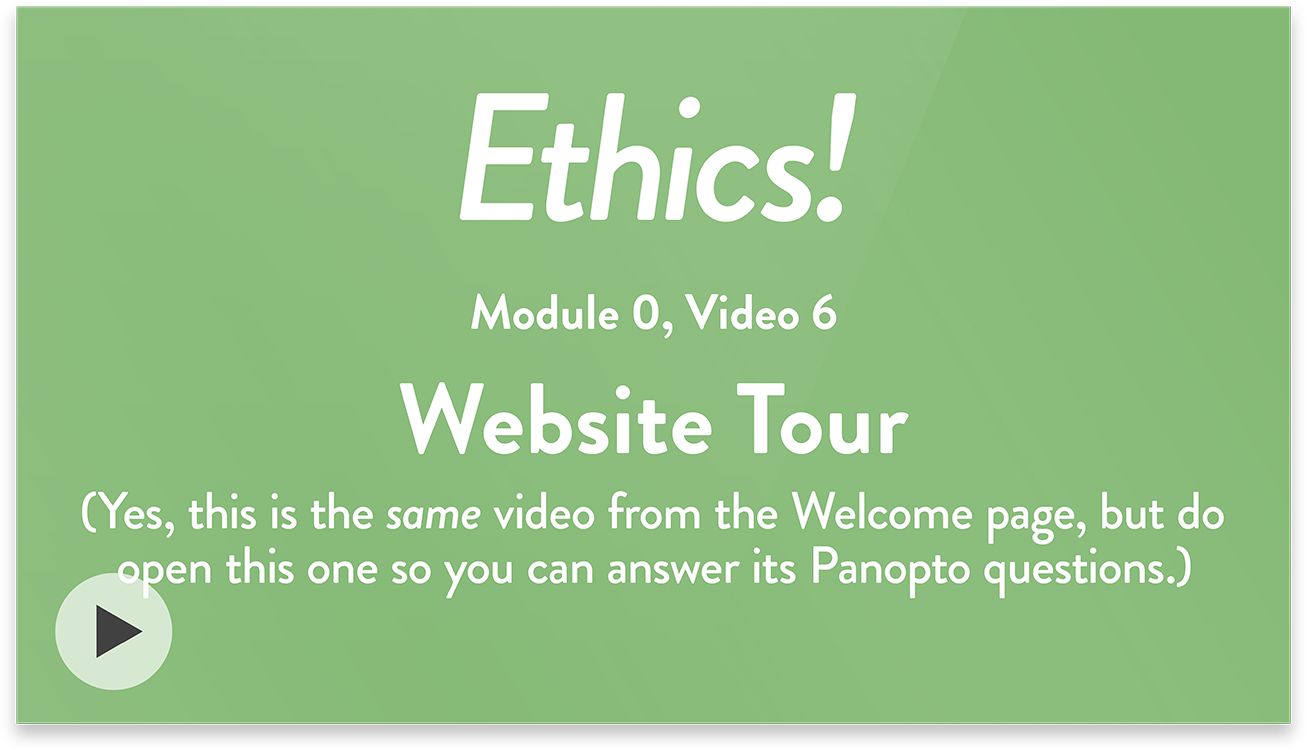 Ethics!
Module 0, Video 6
Website Tour
(Yes, this is the same video from the Welcome page, but do
open this one so you can answer its Panopto questions.)